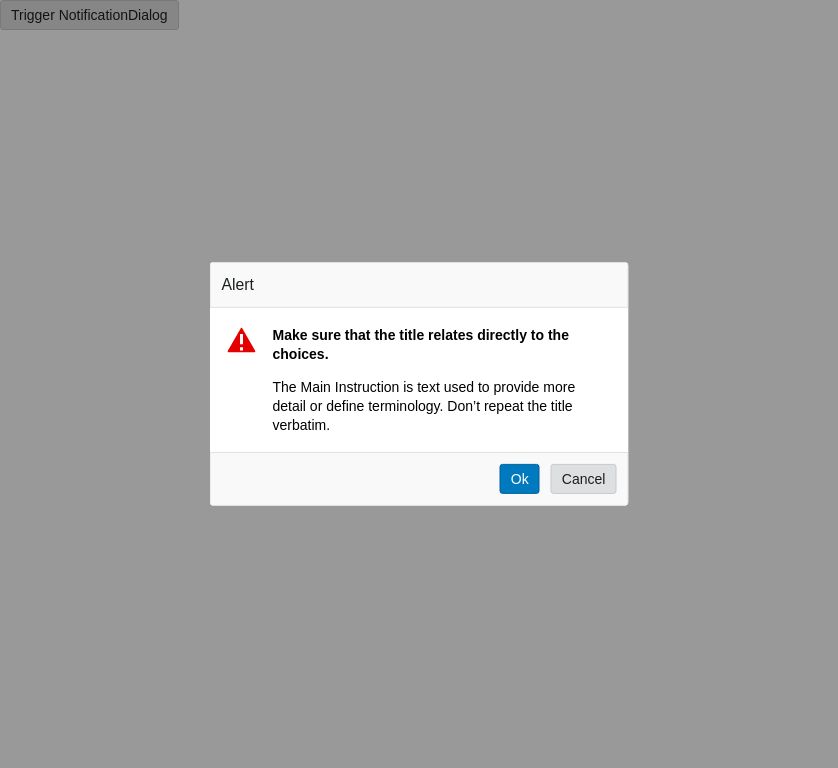 Trigger NotificationDialog
Alert
Make sure that the title relates directly to the
choices.
The Main Instruction is text used to provide more
detail or define terminology. Don’t repeat the title
verbatim.
Ok
Cancel